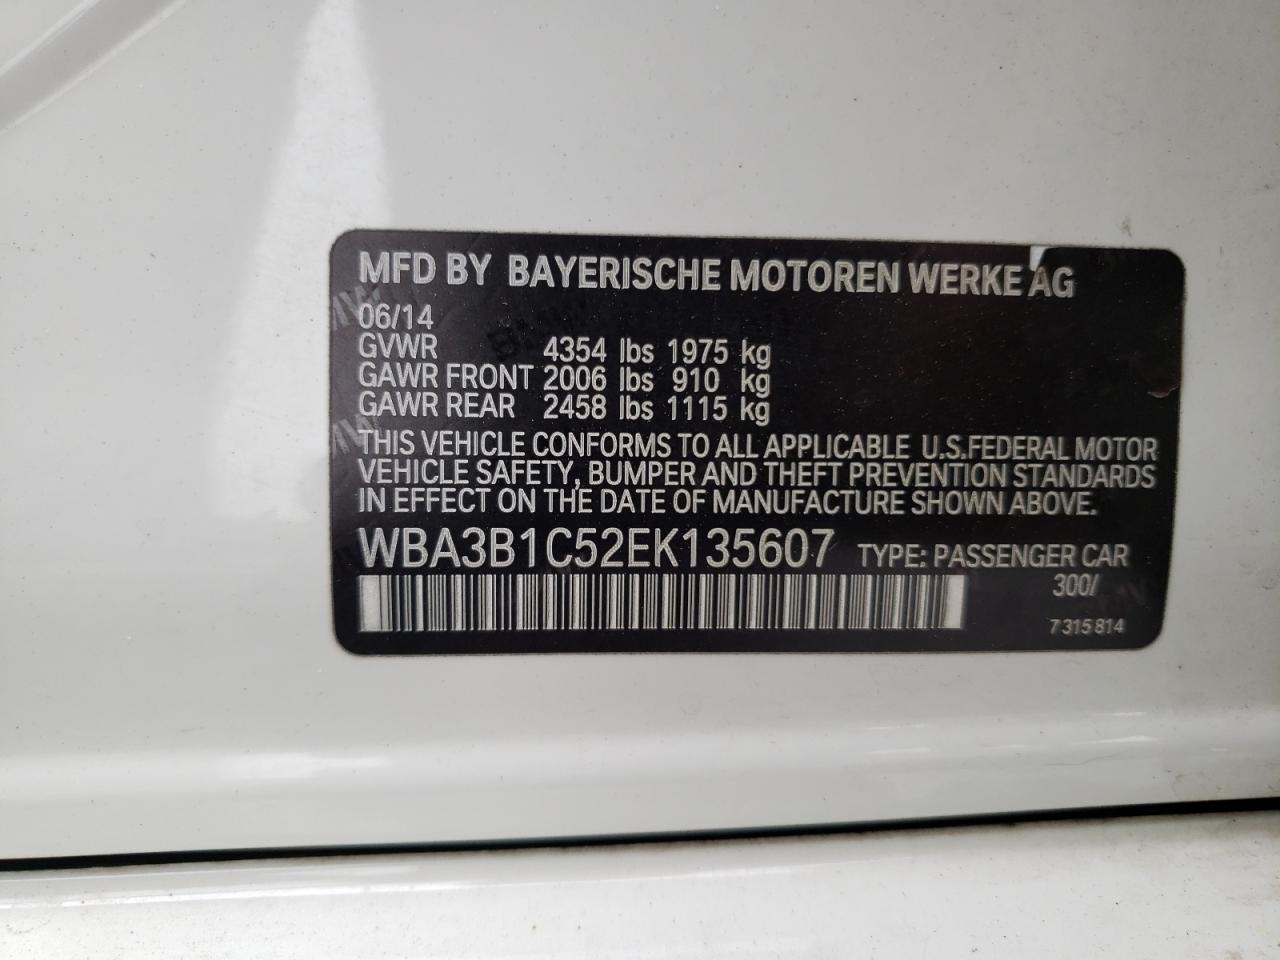 MFD BY BAYERISCHE MOTOREN WERKE AG
06/14
GVWR 4354 lbs 1975 kg
GAWR FRONT 2006 lbs 910 kg
GAWR REAR 2458 lbs 1115 kg
THIS VEHICLE CONFORMS TO ALL APPLICABLE U.S.FEDERAL MOTOR
VEHICLE SAFETY, BUMPER AND THEFT PREVENTION STANDARDS
IN EFFECT ON THE DATE OF MANUFACTURE SHOWN ABOVE.
WBA3B1C52EK135607 TYPE: PASSENGER CAR
300/
7 315 814